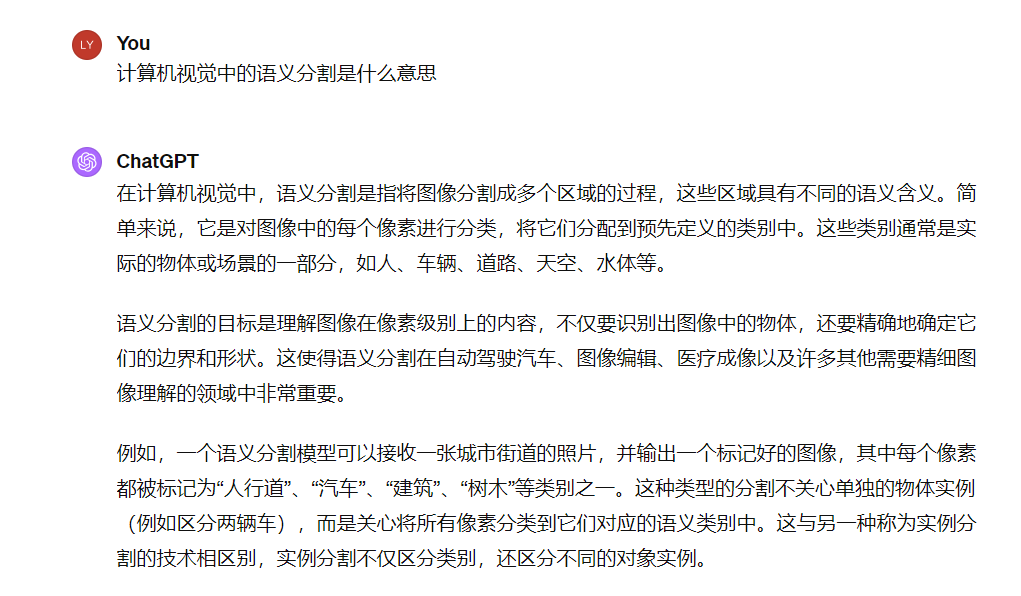 LY
You
计算机视觉中的语义分割是什么意思
ChatGPT
在计算机视觉中，语义分割是指将图像分割成多个区域的过程，这些区域具有不同的语义含义。简
单来说，它是对图像中的每个像素进行分类，将它们分配到预先定义的类别中。这些类别通常是实
际的物体或场景的一部分，如人、车辆、道路、天空、水体等。
语义分割的目标是理解图像在像素级别上的内容，不仅要识别出图像中的物体，还要精确地确定它
们的边界和形状。这使得语义分割在自动驾驶汽车、图像编辑、医疗成像以及许多其他需要精细图
像理解的领域中非常重要。
例如，一个语义分割模型可以接收一张城市街道的照片，并输出一个标记好的图像，其中每个像素
都被标记为“人行道”、“汽车”、“建筑”、“树木”等类别之一。这种类型的分割不关心单独的物体实例
（例如区分两辆车），而是关心将所有像素分类到它们对应的语义类别中。这与另一种称为实例分
割的技术相区别，实例分割不仅区分类别，还区分不同的对象实例。